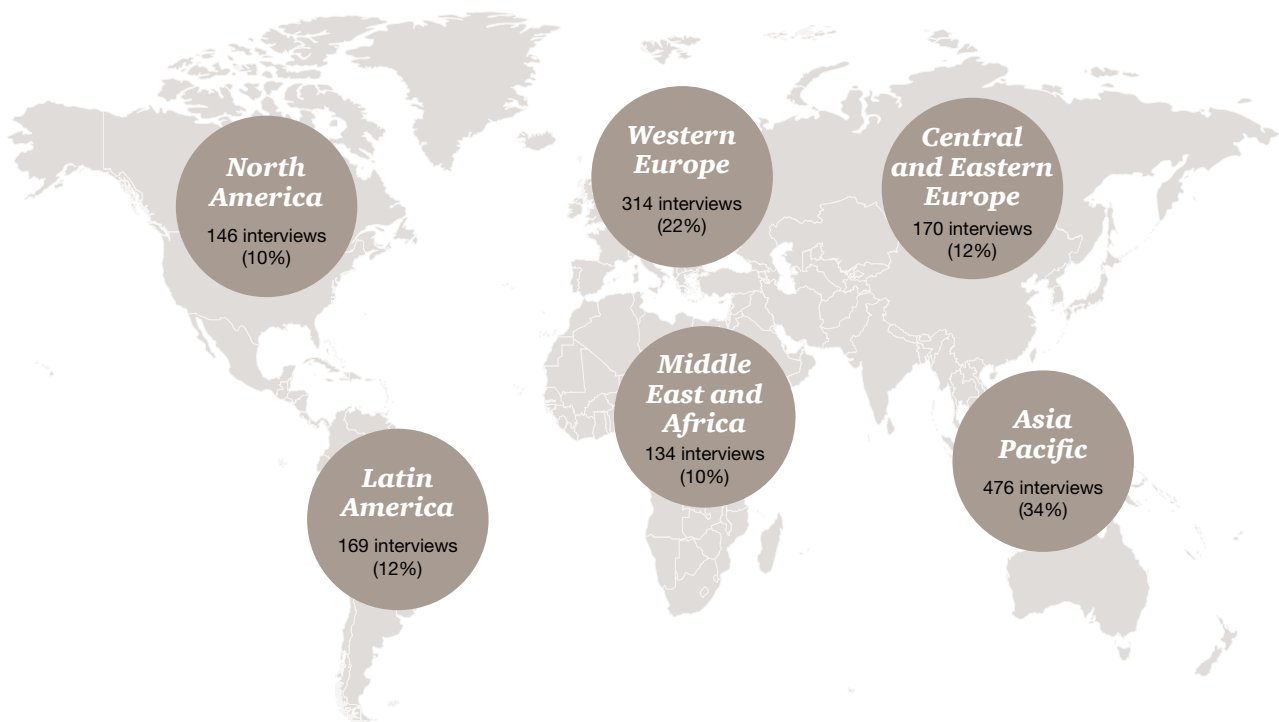 North
America
146 interviews
(10%)
Western
Europe
314 interviews
(22%)
Central
and Eastern
Europe
170 interviews
(12%)
Middle
East and
Africa
134 interviews
(10%)
Asia
Pacific
476 interviews
(34%)
Latin
America
169 interviews
(12%)